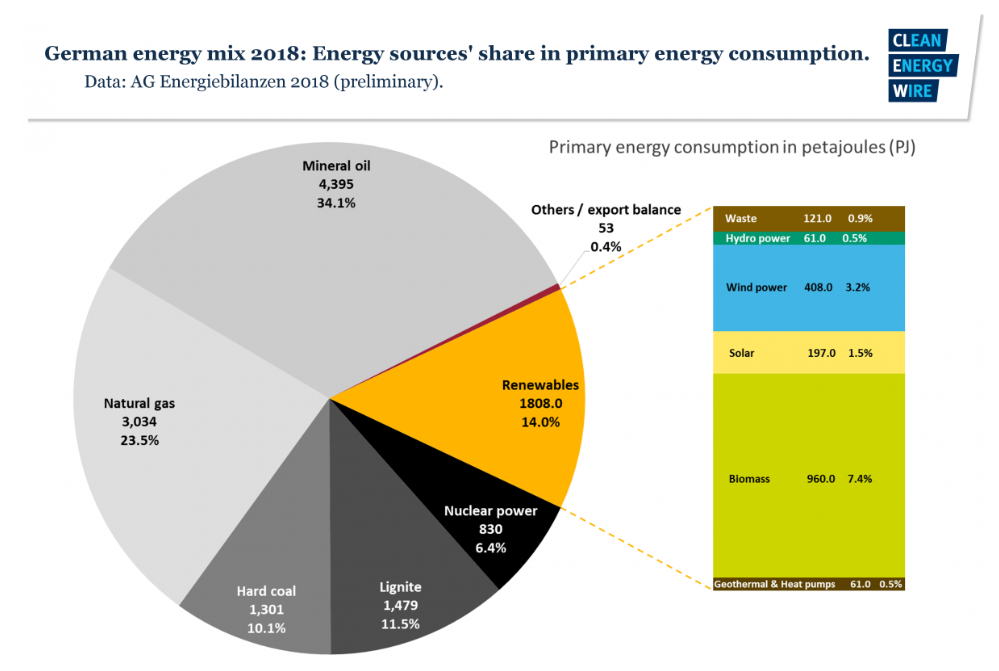 German energy mix 2018: Energy sources' share in primary energy consumption.
Data: AG Energiebilanzen 2018 (preliminary).
CLEAN
ENERGY
WIRE
Primary energy consumption in petajoules (PJ)
Mineral oil
4,395
34.1%
Others / export balance
53
0.4%
Renewables
1808.0
14.0%
Natural gas
3,034
23.5%
Nuclear power
830
6.4%
Lignite
1,479
11.5%
Hard coal
1,301
10.1%
Waste 121.0 0.9%
Hydro power 61.0 0.5%
Wind power 408.0 3.2%
Solar 197.0 1.5%
Biomass 960.0 7.4%
Geothermal & Heat pumps 61.0 0.5%